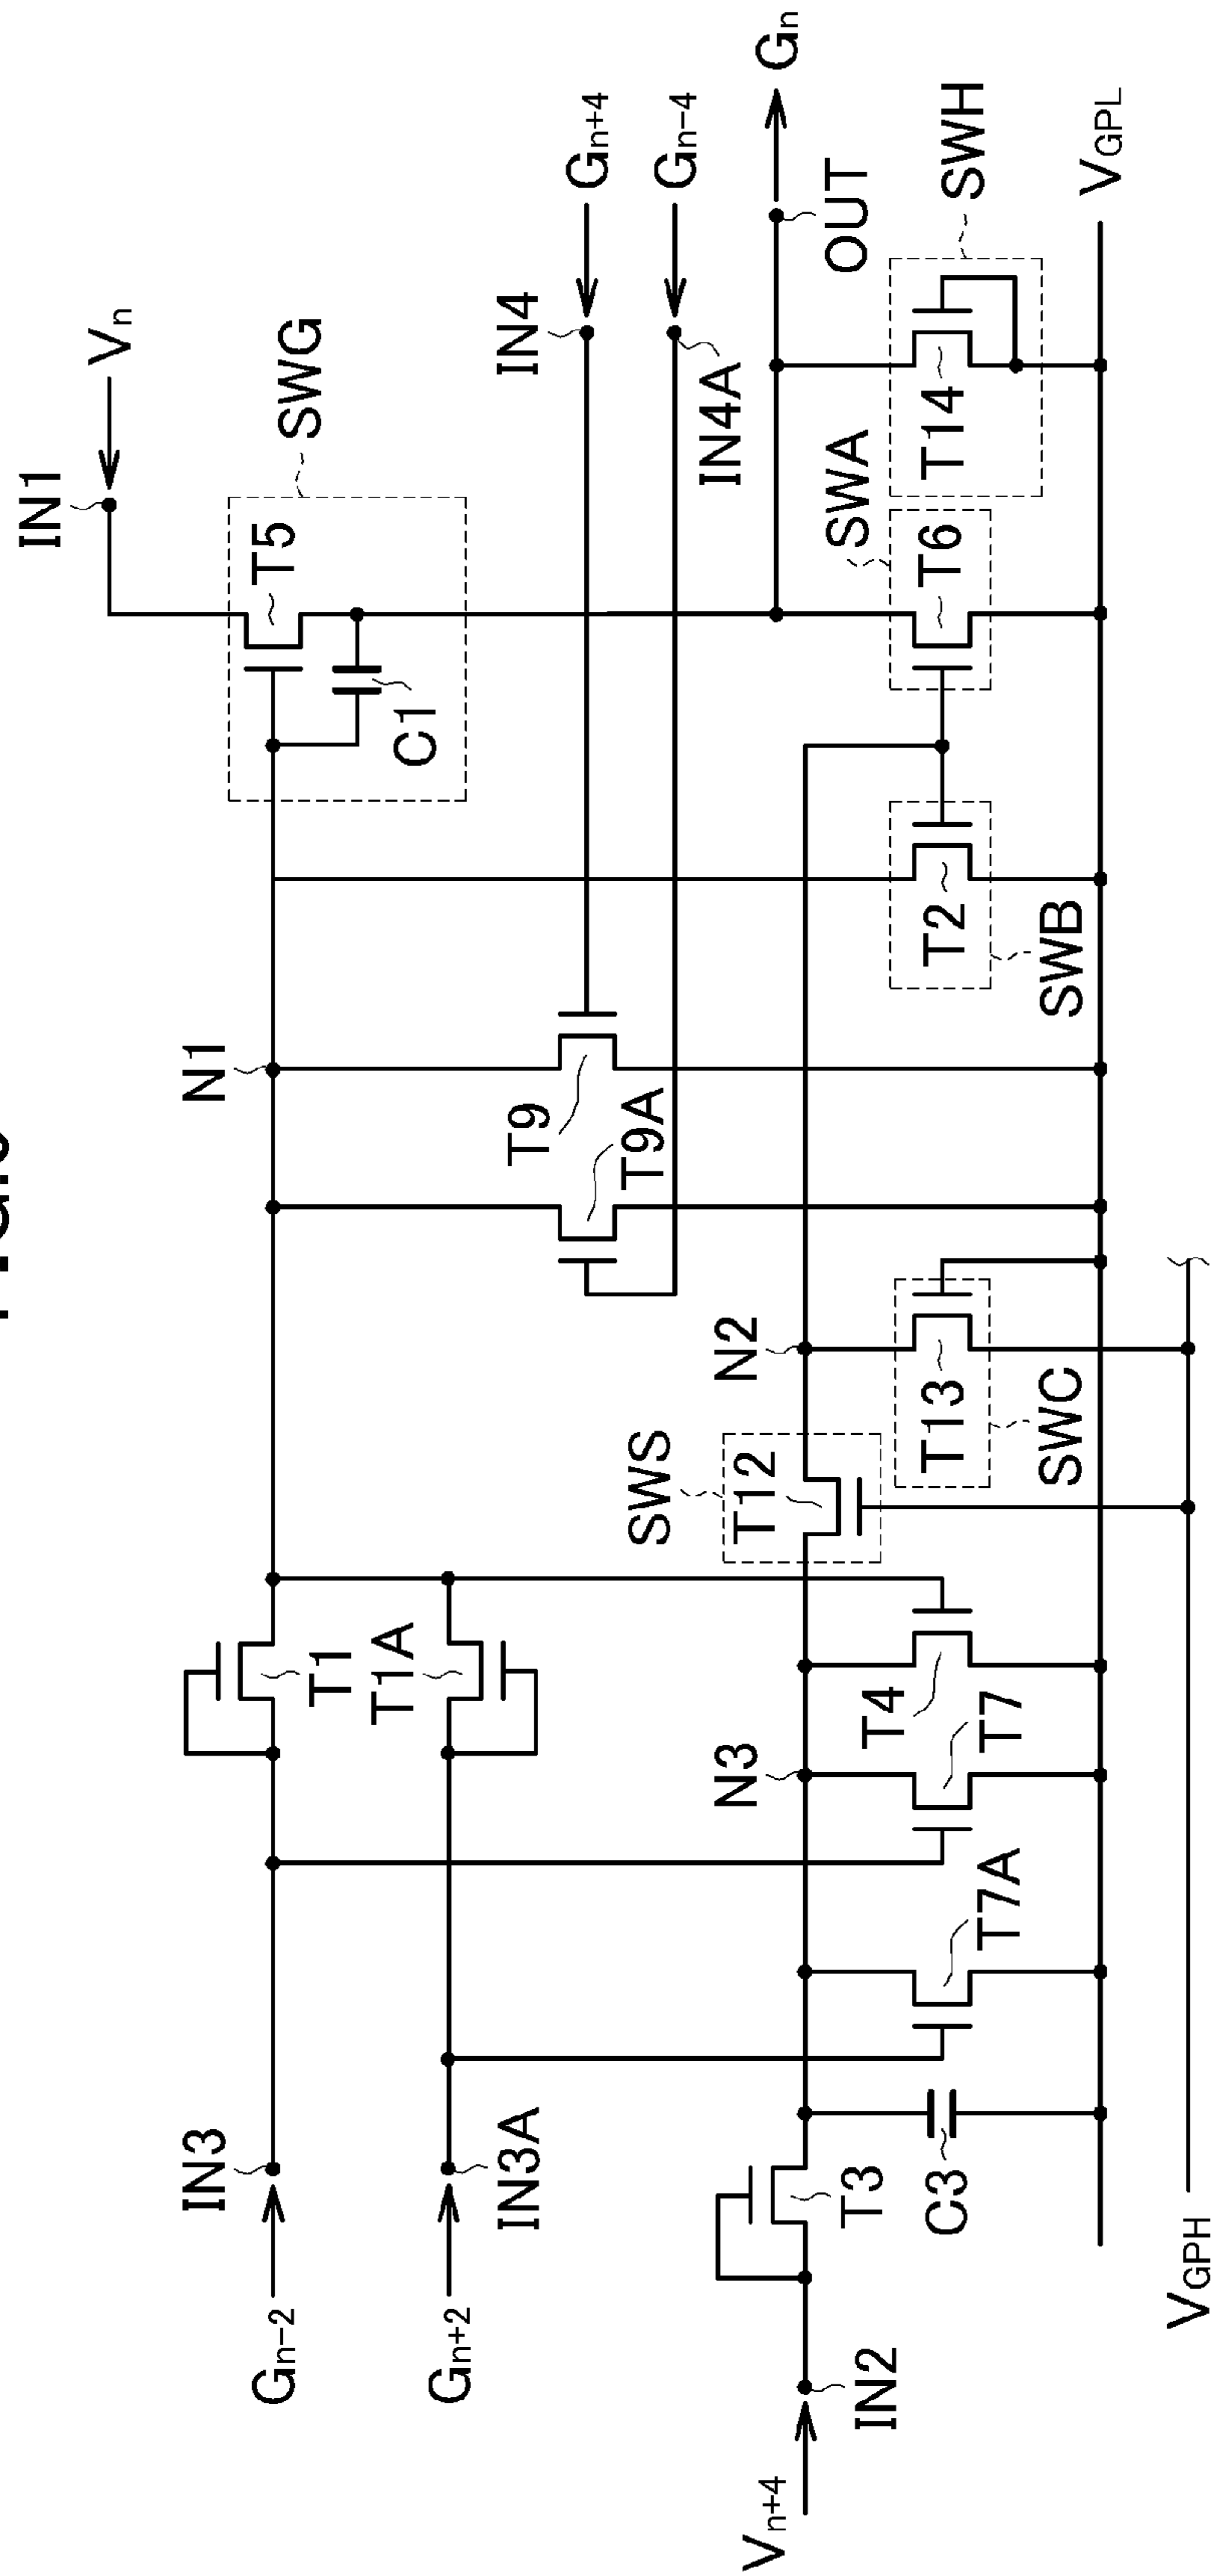 IN1
Vn
SWG
T5
C1
IN4
Gn+4
Gn−4
IN4A
Gn
OUT
SWH
T14
SWA
T6
VGPL
N1
T9
T9A
T2
SWB
N2
T13
SWC
SWS
T12
T1
T1A
T4
T7
N3
T7A
IN3
Gn−2
IN3A
Gn+2
T3
C3
IN2
Vn+4
VGPH